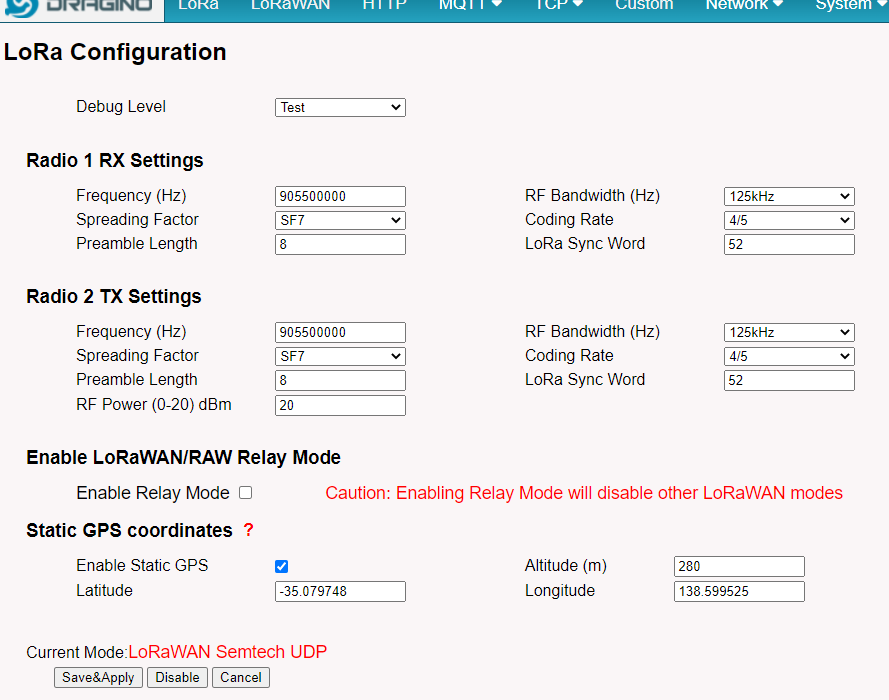 DRAGINO LoRa LoRaWAN HTTP MQTT TCP Custom Network System
LoRa Configuration
Debug Level Test
Radio 1 RX Settings
Frequency (Hz) 905500000 RF Bandwidth (Hz) 125kHz
Spreading Factor SF7 Coding Rate 4/5
Preamble Length 8 LoRa Sync Word 52
Radio 2 TX Settings
Frequency (Hz) 905500000 RF Bandwidth (Hz) 125kHz
Spreading Factor SF7 Coding Rate 4/5
Preamble Length 8 LoRa Sync Word 52
RF Power (0-20) dBm 20
Enable LoRaWAN/RAW Relay Mode
Enable Relay Mode Caution: Enabling Relay Mode will disable other LoRaWAN modes
Static GPS coordinates ?
Enable Static GPS Altitude (m) 280
Latitude -35.079748 Longitude 138.599525
Current Mode:LoRaWAN Semtech UDP
Save&Apply Disable Cancel